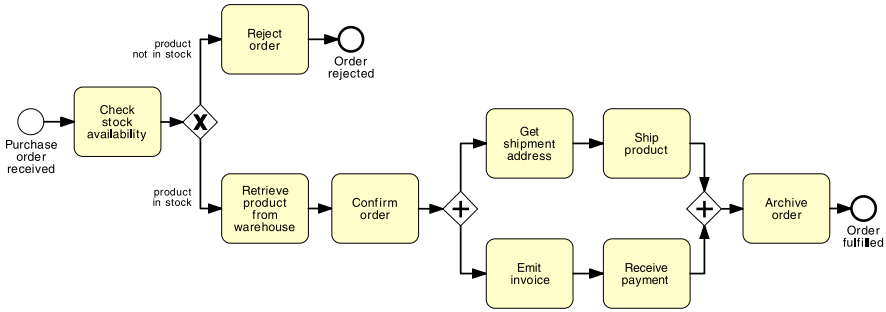 Purchase
order
received
Check
stock
availability
product
not in stock
Reject
order
Order
rejected
product
in stock
Retrieve
product
from
warehouse
Confirm
order
Get
shipment
address
Ship
product
Emit
invoice
Receive
payment
Archive
order
Order
fulfilled